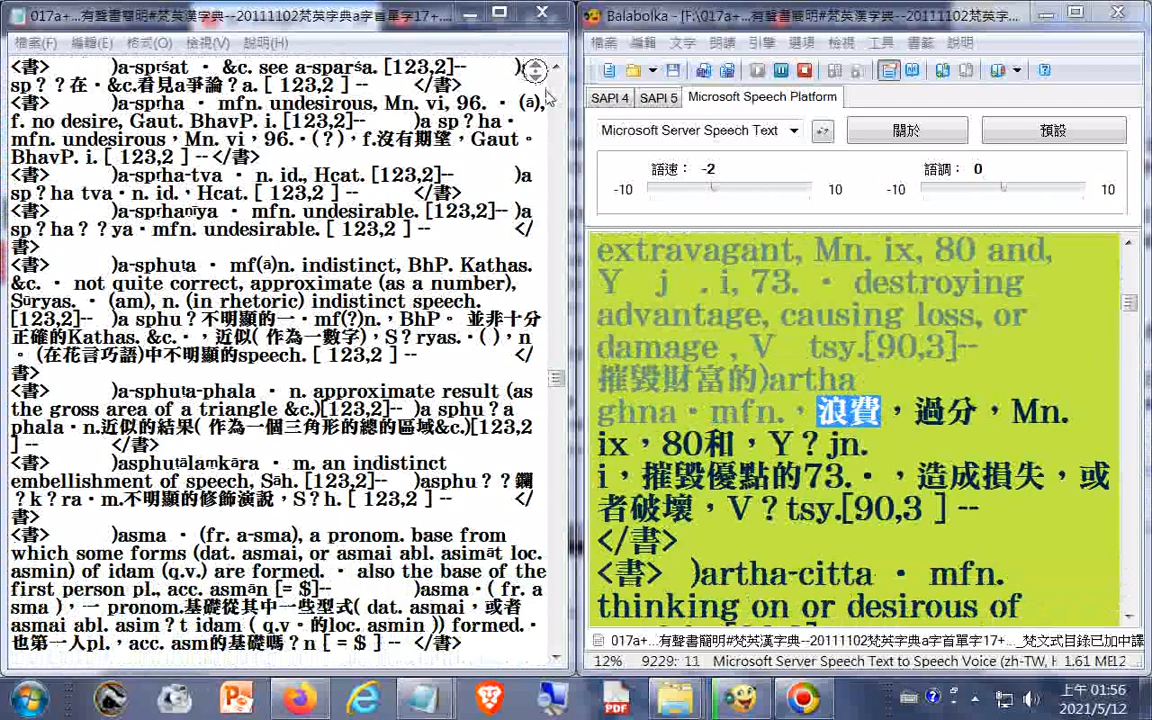 017a+...有聲書簡明#梵英漢字典--20111102梵英字典a字首單字17+...
檔案(F) 編輯(E) 格式(O) 檢視(V) 說明(H)
<書> )a-spṛśat ‧ &c. see a-sparśa. [123,2]-- )a
sp？？在‧&c.看見a爭論？a. [ 123,2 ] -- </書>
<書> )a-spṛha ‧ mfn. undesirous, Mn. vi, 96. ‧ (ā),
f. no desire, Gaut. BhavP. i. [123,2]-- )a sp？ha‧
mfn. undesirous，Mn. vi，96.‧(？)，f.沒有期望，Gaut。
BhavP. i. [ 123,2 ] --</書>
<書> )a-spṛha-tva ‧ n. id., Hcat. [123,2]-- )a
sp？ha tva‧n. id.，Hcat. [ 123,2 ] -- </書>
<書> )a-spṛhanīya ‧ mfn. undesirable. [123,2]-- )a
sp？ha？？ya‧mfn. undesirable. [ 123,2 ] -- </
書>
<書> )a-sphuṭa ‧ mf(ā)n. indistinct, BhP. Kathas.
&c. ‧ not quite correct, approximate (as a number),
Sūryas. ‧ (am), n. (in rhetoric) indistinct speech.
[123,2]-- )a sphu？不明顯的一‧mf(?)n.，BhP。 並非十分
正確的Kathas. &c.‧，近似( 作為一數字)，S？ryas.‧( )，n
。 (在花言巧語)中不明顯的speech. [ 123,2 ] -- </
書>
<書> )a-sphuṭa-phala ‧ n. approximate result (as
the gross area of a triangle &c.)[123,2]-- )a sphu？a
phala‧n.近似的結果( 作為一個三角形的總的區域&c.)[123,2
] -- </書>
<書> )asphuṭālaṃkāra ‧ m. an indistinct
embellishment of speech, Sāh. [123,2]-- )asphu？？鑭
？k？ra‧m.不明顯的修飾演說，S？h. [ 123,2 ] -- </
書>
<書> )asma ‧ (fr. a-sma), a pronom. base from
which some forms (dat. asmai, or asmai abl. asimāt loc.
asmin) of idam (q.v.) are formed. ‧ also the base of the
first person pl., acc. asmān [= $]-- )asma‧( fr. a
sma )，一 pronom.基礎從其中一些型式( dat. asmai，或者
asmai abl. asim？t idam ( q.v‧的loc. asmin )) formed.‧
也第一人pl.，acc. asm的基礎嗎？n [ = $ ] -- </書>
Balabolka - [F:\017a+...有聲書簡明#梵英漢字典--20111102梵英字...
檔案 編輯 文字 朗讀 引擎 選項 檢視 工具 書籤 說明
SAPI 4 SAPI 5 Microsoft Speech Platform
Microsoft Server Speech Text 關於 預設
語速： -2 語調： 0
-10 10 -10 10
extravagant, Mn. ix, 80 and,
Y j . i, 73. ‧ destroying
advantage, causing loss, or
damage , V tsy.[90,3]--
摧毀財富的)artha
ghna‧mfn.，浪費，過分，Mn.
ix，80和，Y？jn.
i，摧毀優點的73.‧，造成損失，或
者破壞，V？tsy.[90,3 ] --
</書>
<書> )artha-citta ‧ mfn.
thinking on or desirous of
017a+...有聲書簡明#梵英漢字典--20111102梵英字典a字首單字17+..._梵文式目錄已加中譯
12% 9229: 11 Microsoft Server Speech Text to Speech Voice (zh-TW, H 1.61 MEL2
上午 01:56
2021/5/12